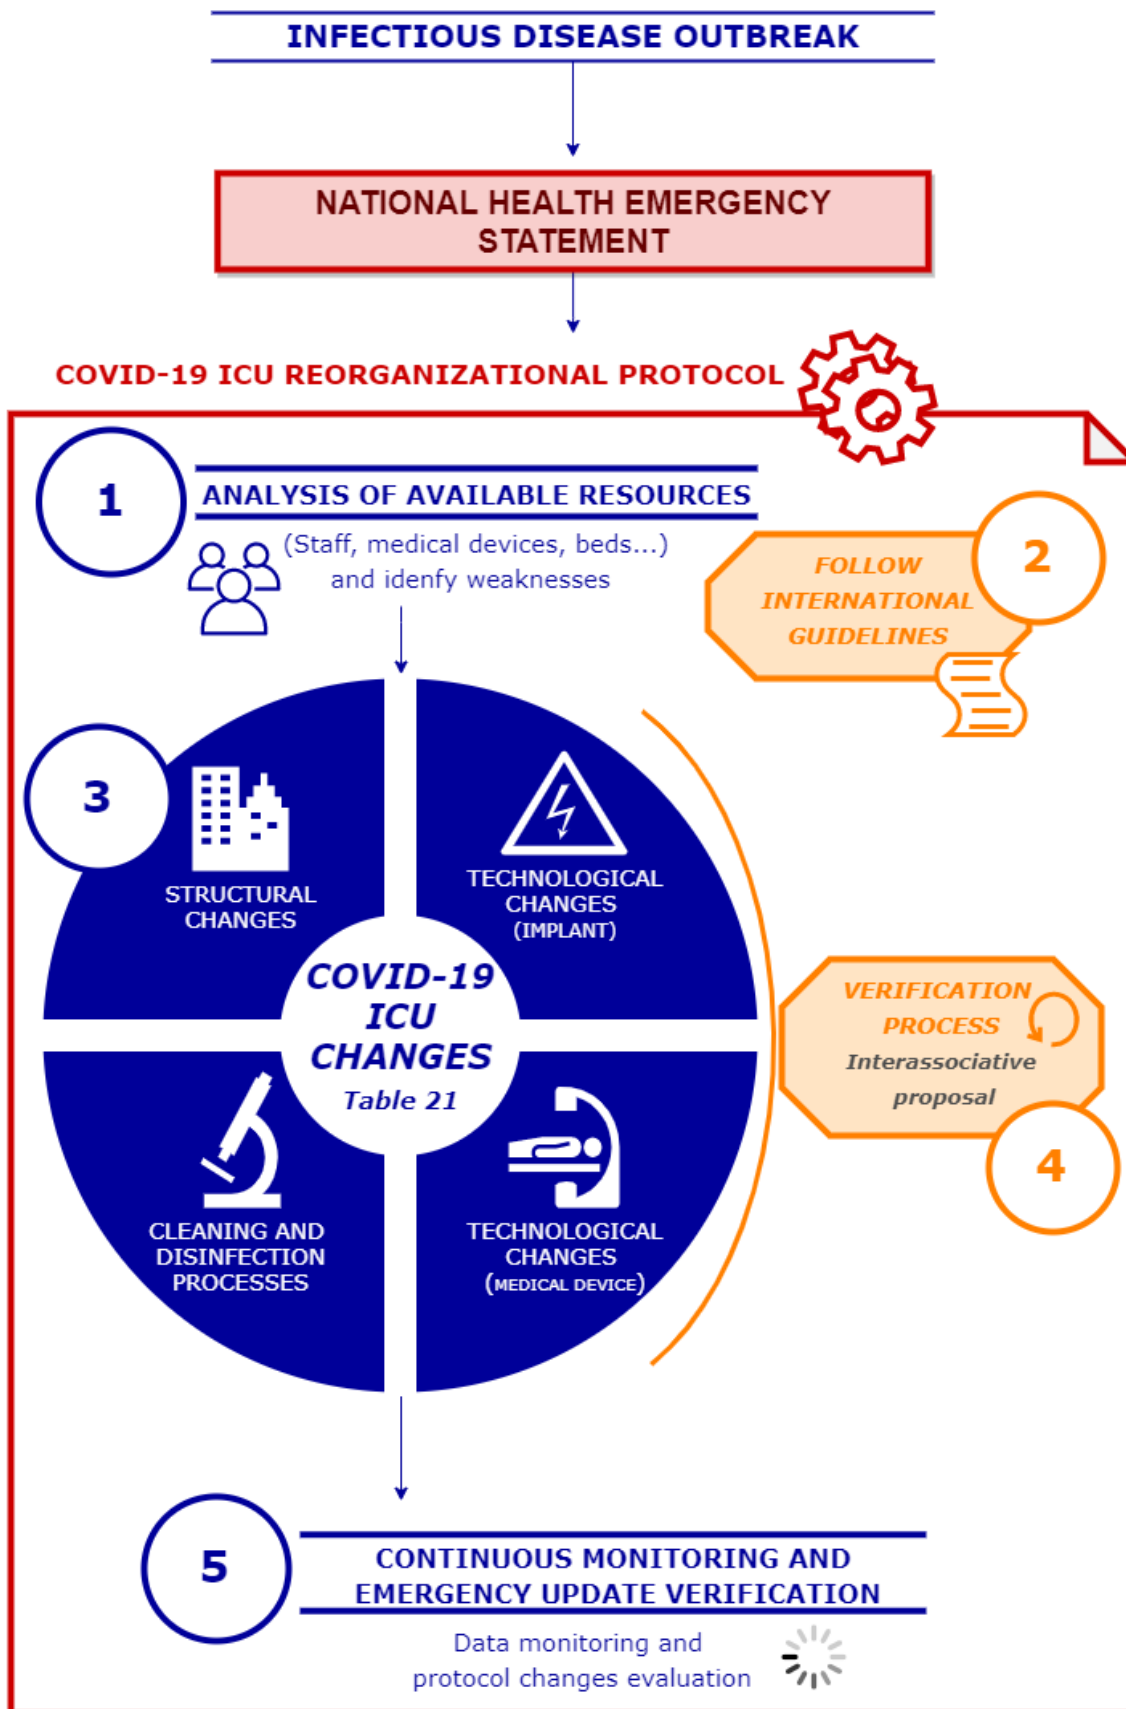 INFECTIOUS DISEASE OUTBREAK
NATIONAL HEALTH EMERGENCY
STATEMENT
COVID-19 ICU REORGANIZATIONAL PROTOCOL
1
ANALYSIS OF AVAILABLE RESOURCES
(Staff, medical devices, beds...)
and idenfy weaknesses
2
FOLLOW
INTERNATIONAL
GUIDELINES
3
STRUCTURAL
CHANGES
TECHNOLOGICAL
CHANGES
(IMPLANT)
COVID-19
ICU
CHANGES
Table 21
CLEANING AND
DISINFECTION
PROCESSES
TECHNOLOGICAL
CHANGES
(MEDICAL DEVICE)
VERIFICATION
PROCESS
Interassociative
proposal
4
5
CONTINUOUS MONITORING AND
EMERGENCY UPDATE VERIFICATION
Data monitoring and
protocol changes evaluation